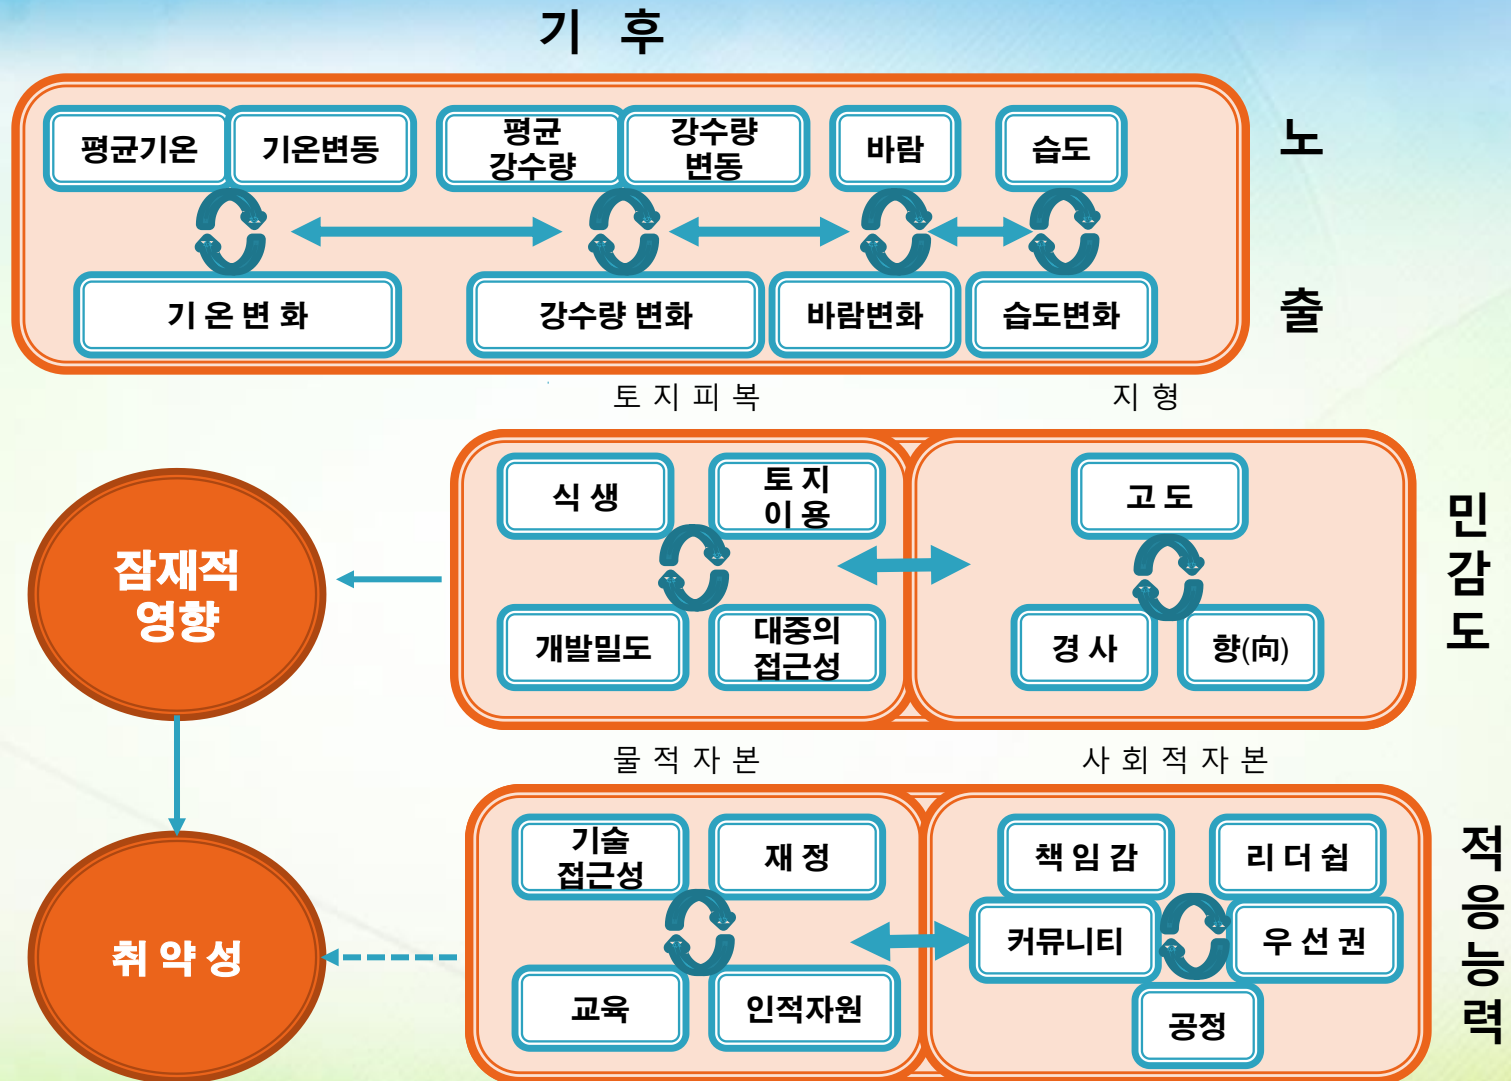 기 후
평균기온
기온변동
평균
강수량
강수량
변동
바람
습도
노
출
기 온 변 화
강수량 변화
바람변화
습도변화
토 지 피 복
지 형
식 생
토 지
이 용
고 도
민
감
도
잠재적
영향
개발밀도
대중의
접근성
경 사
향(向)
물 적 자 본
사 회 적 자 본
기술
접근성
재 정
책 임 감
리 더 쉽
적
응
능
력
커뮤니티
우 선 권
취 약 성
교육
인적자원
공정